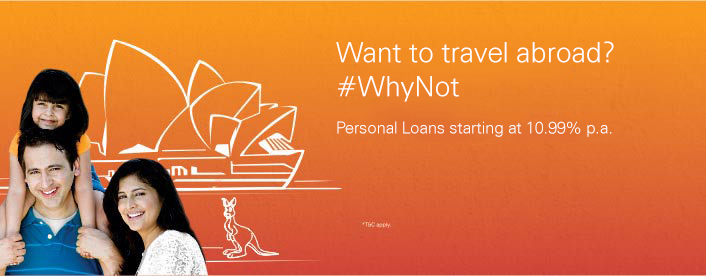 Want to travel abroad?
#WhyNot
Personal Loans starting at 10.99% p.a.
*T&C apply.